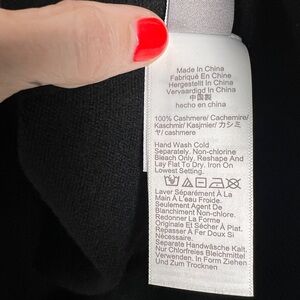 Made In China
Fabriqué En Chine
Hergestellt In China
Vervaardigd In China
中国製
hecho en china
100% Cashmere/ Cachemire/
Kaschmir/ Kasjmier/ カシミ
ヤ/ cashmere
Hand Wash Cold
Separately. Non-chlorine
Bleach Only. Reshape And
Lay Flat To Dry. Iron On
Lowest Setting.
Laver Séparément À La
Main À L'eau Froide.
Seulement Agent De
Blanchiment Non-chlore.
Redonner La Forme
Originale Et Sécher À Plat.
Repasser À Fer Doux Si
Nécessaire.
Separate Handwäsche Kalt.
Nur Chlorfreies Bleichmittel
Verwenden. In Form Ziehen
Und Zum Trocknen